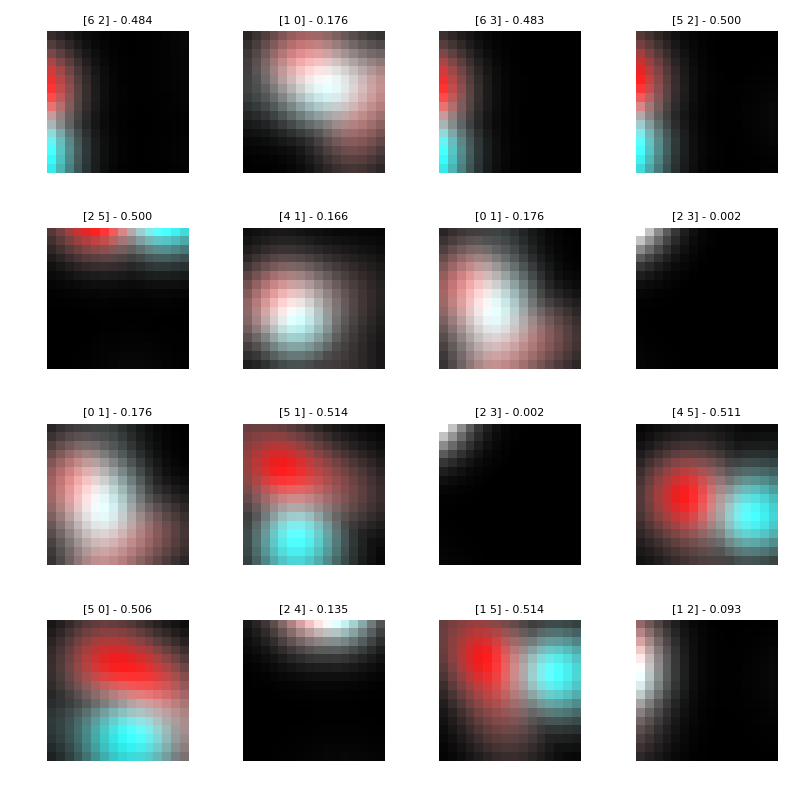 [6 2] - 0.484
[1 0] - 0.176
[6 3] - 0.483
[5 2] - 0.500
[2 5] - 0.500
[4 1] - 0.166
[0 1] - 0.176
[2 3] - 0.002
[0 1] - 0.176
[5 1] - 0.514
[2 3] - 0.002
[4 5] - 0.511
[5 0] - 0.506
[2 4] - 0.135
[1 5] - 0.514
[1 2] - 0.093